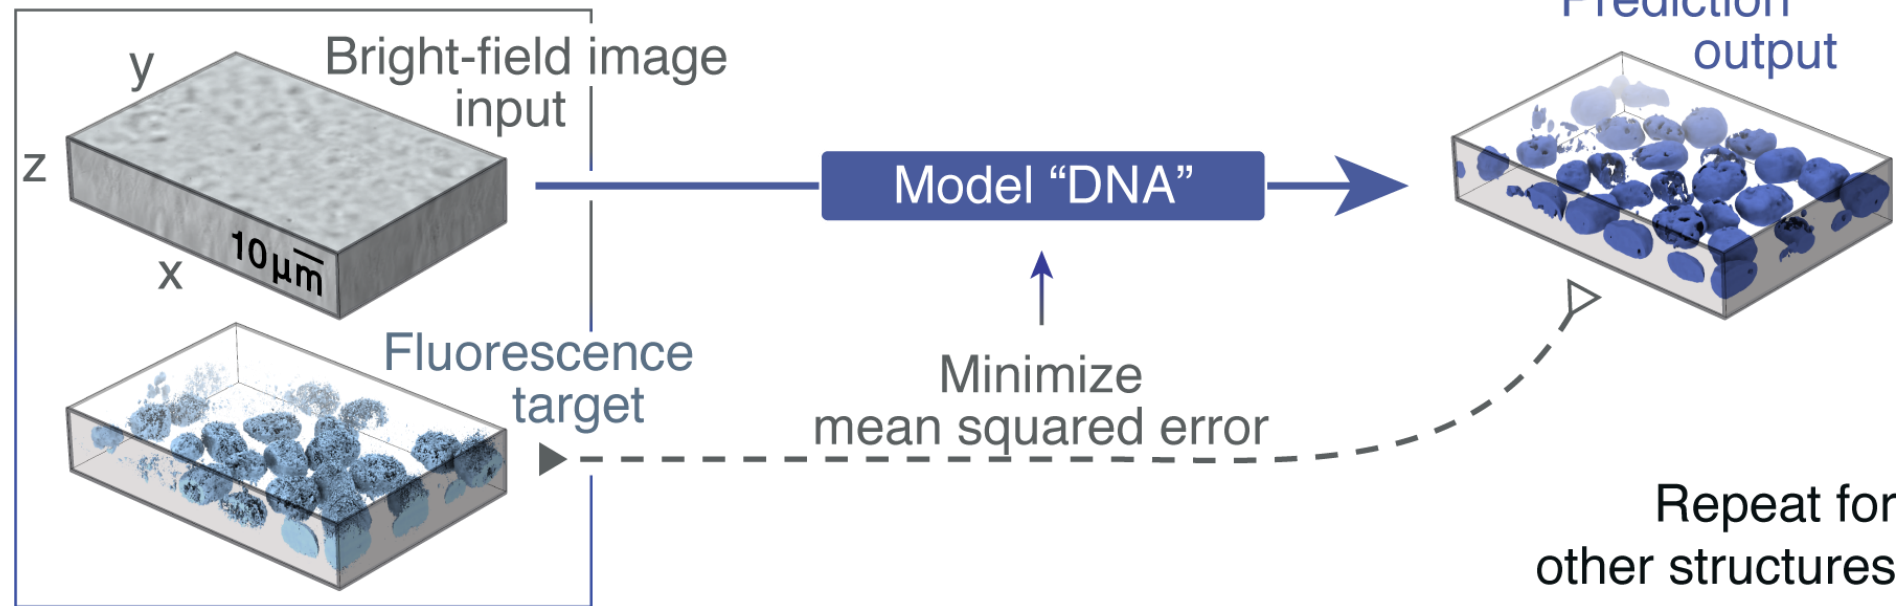 Prediction
output
y
Bright-field image
input
z
Model “DNA”
10 μm
x
Fluorescence
target
Minimize
mean squared error
Repeat for
other structures